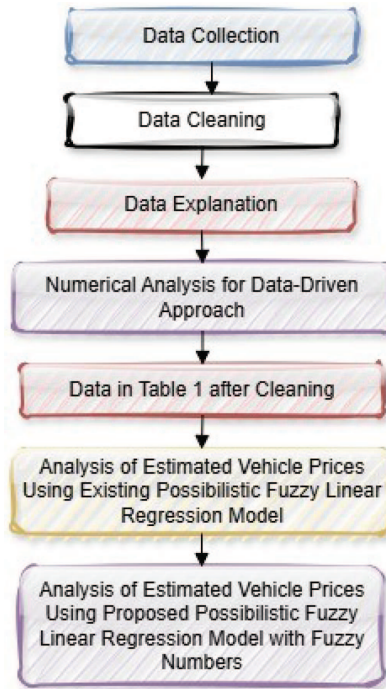 Data Collection
Data Cleaning
Data Explanation
Numerical Analysis for Data-Driven
Approach
Data in Table 1 after Cleaning
Analysis of Estimated Vehicle Prices
Using Existing Possibilistic Fuzzy Linear
Regression Model
Analysis of Estimated Vehicle Prices
Using Proposed Possibilistic Fuzzy
Linear Regression Model with Fuzzy
Numbers